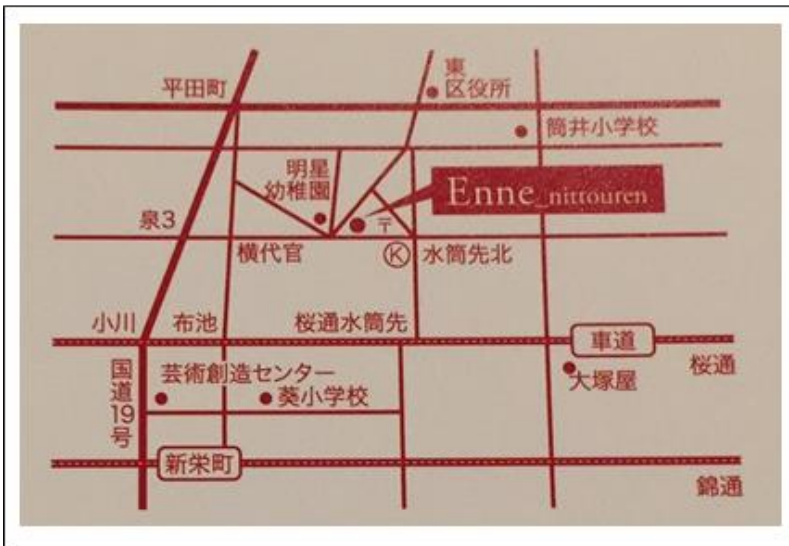 平田町
東
区役所
筒井小学校
明星
幼稚園
Enne_nittouren
泉3
〒
横代官
Ⓚ 水筒先北
小川
布池
桜通水筒先
車道
桜通
国道19号
芸術創造センター
葵小学校
大塚屋
新栄町
錦通